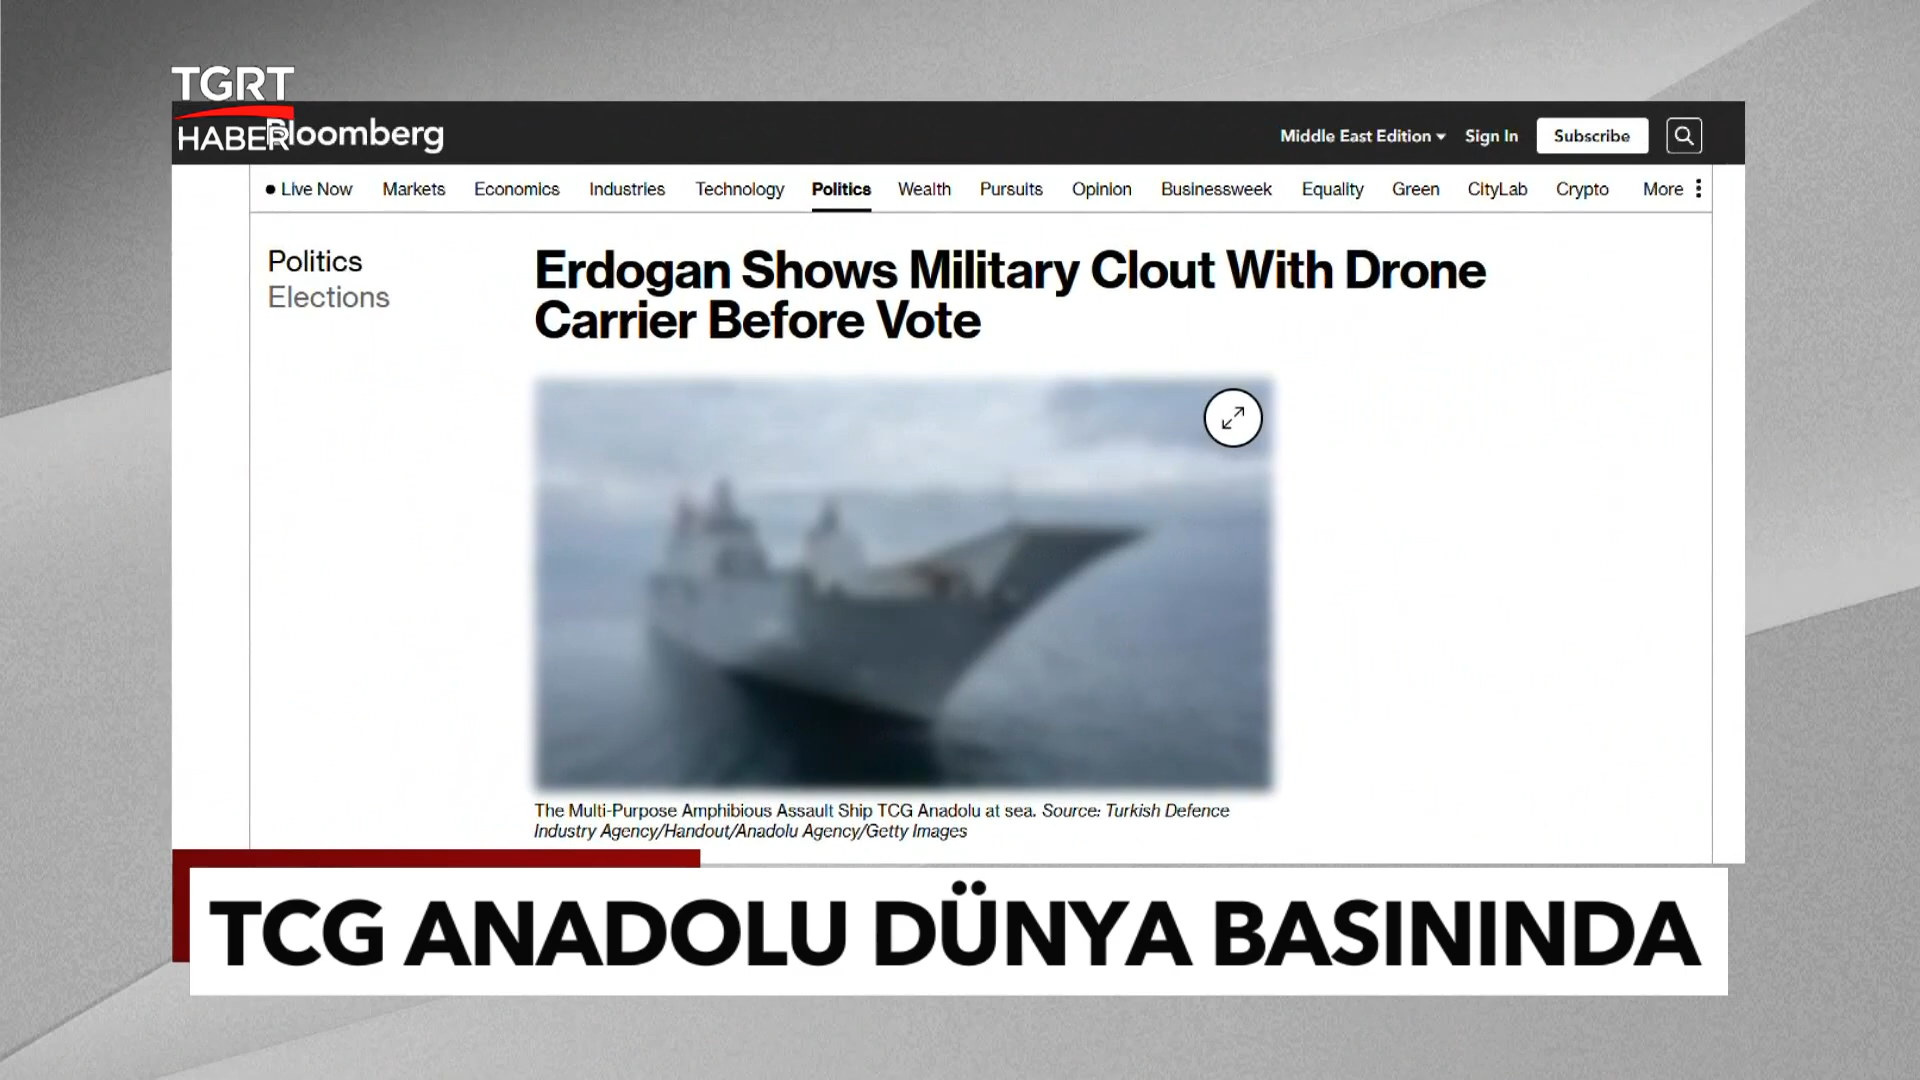 TGRT
HABER
Bloomberg
Middle East Edition Sign In Subscribe
Live Now Markets Economics Industries Technology Politics Wealth Pursuits Opinion Businessweek Equality Green CityLab Crypto More
Politics
Elections
Erdogan Shows Military Clout With Drone
Carrier Before Vote
The Multi-Purpose Amphibious Assault Ship TCG Anadolu at sea. Source: Turkish Defence
Industry Agency/Handout/Anadolu Agency/Getty Images
TCG ANADOLU DÜNYA BASININDA